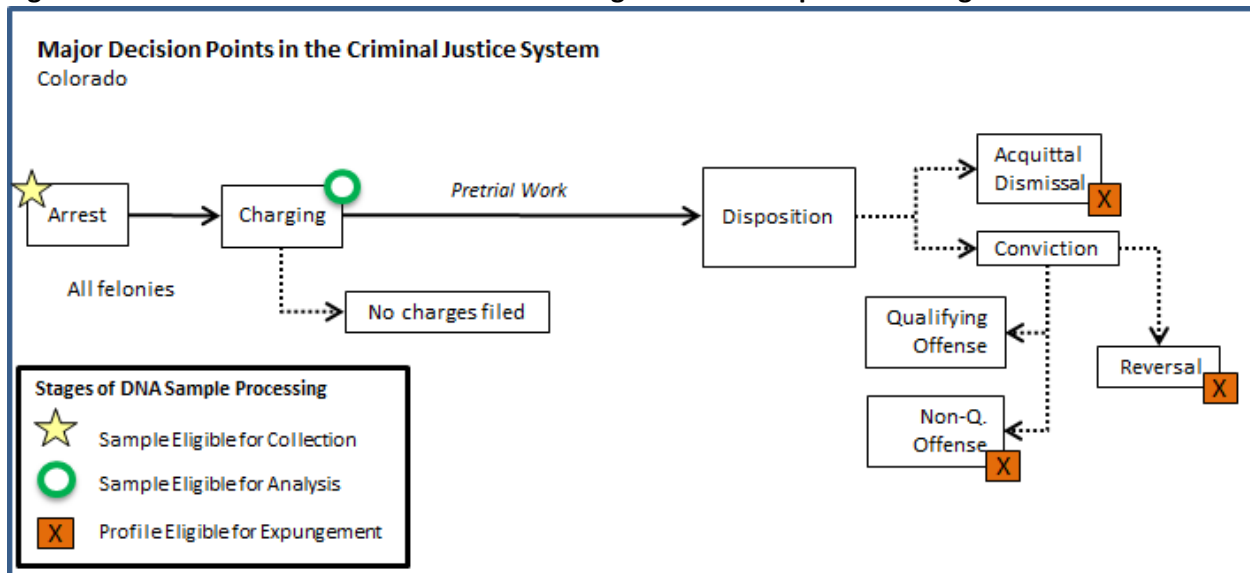 Major Decision Points in the Criminal Justice System
Colorado
Arrest
Charging
Pretrial Work
Disposition
Acquittal
Dismissal
X
Conviction
All felonies
No charges filed
Qualifying
Offense
Reversal
X
Non-Q.
Offense
X
Stages of DNA Sample Processing
Sample Eligible for Collection
Sample Eligible for Analysis
X
Profile Eligible for Expungement